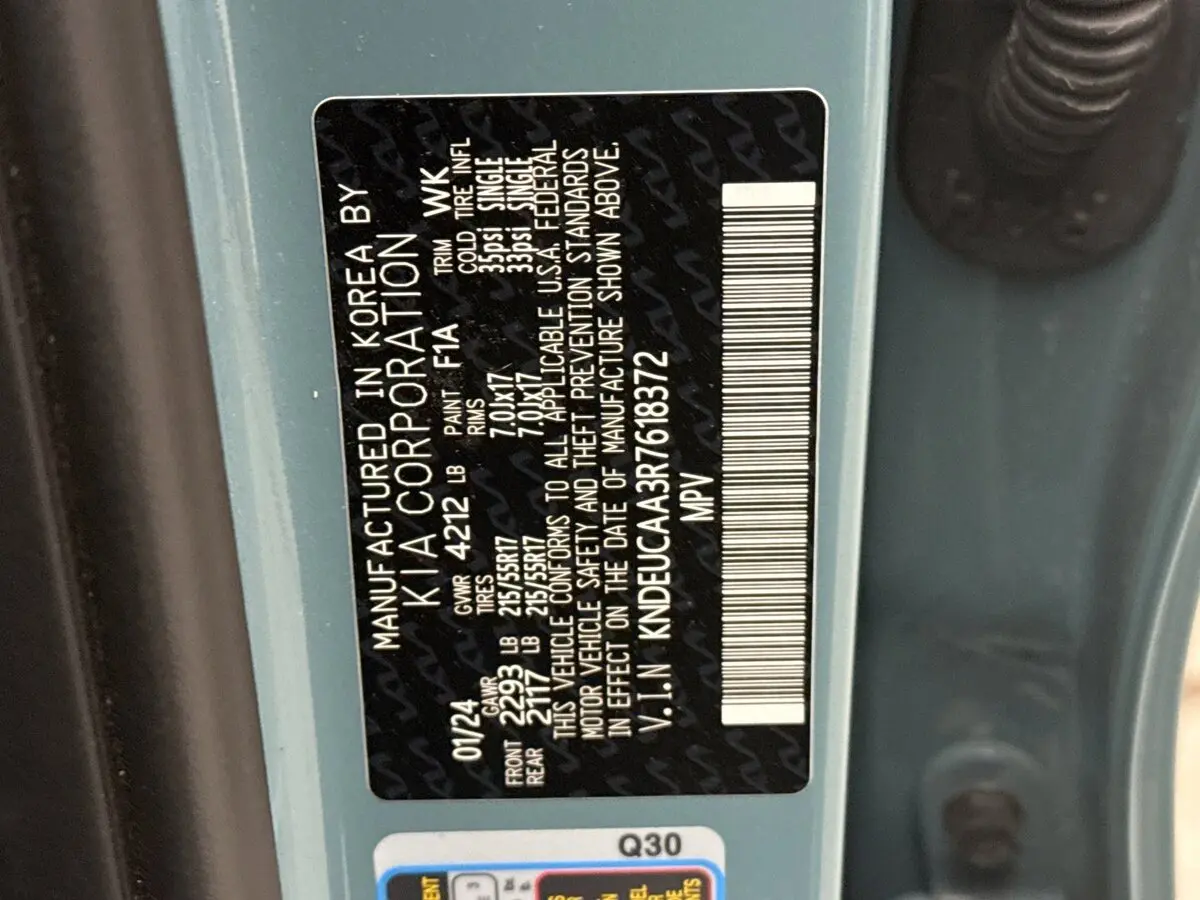 MANUFACTURED IN KOREA BY
KIA CORPORATION
01/24 GVWR 4212 LB PAINT F1A TRIM WK
GAWR TIRES RIMS COLD TIRE INFL
FRONT 2293 LB 215/55R17 7.0Jx17 35psi SINGLE
REAR 2117 LB 215/55R17 7.0Jx17 33psi SINGLE
THIS VEHICLE CONFORMS TO ALL APPLICABLE U.S.A. FEDERAL
MOTOR VEHICLE SAFETY AND THEFT PREVENTION STANDARDS
IN EFFECT ON THE DATE OF MANUFACTURE SHOWN ABOVE.
V.I.N KNDEUCAA3R7618372
MPV
Q30